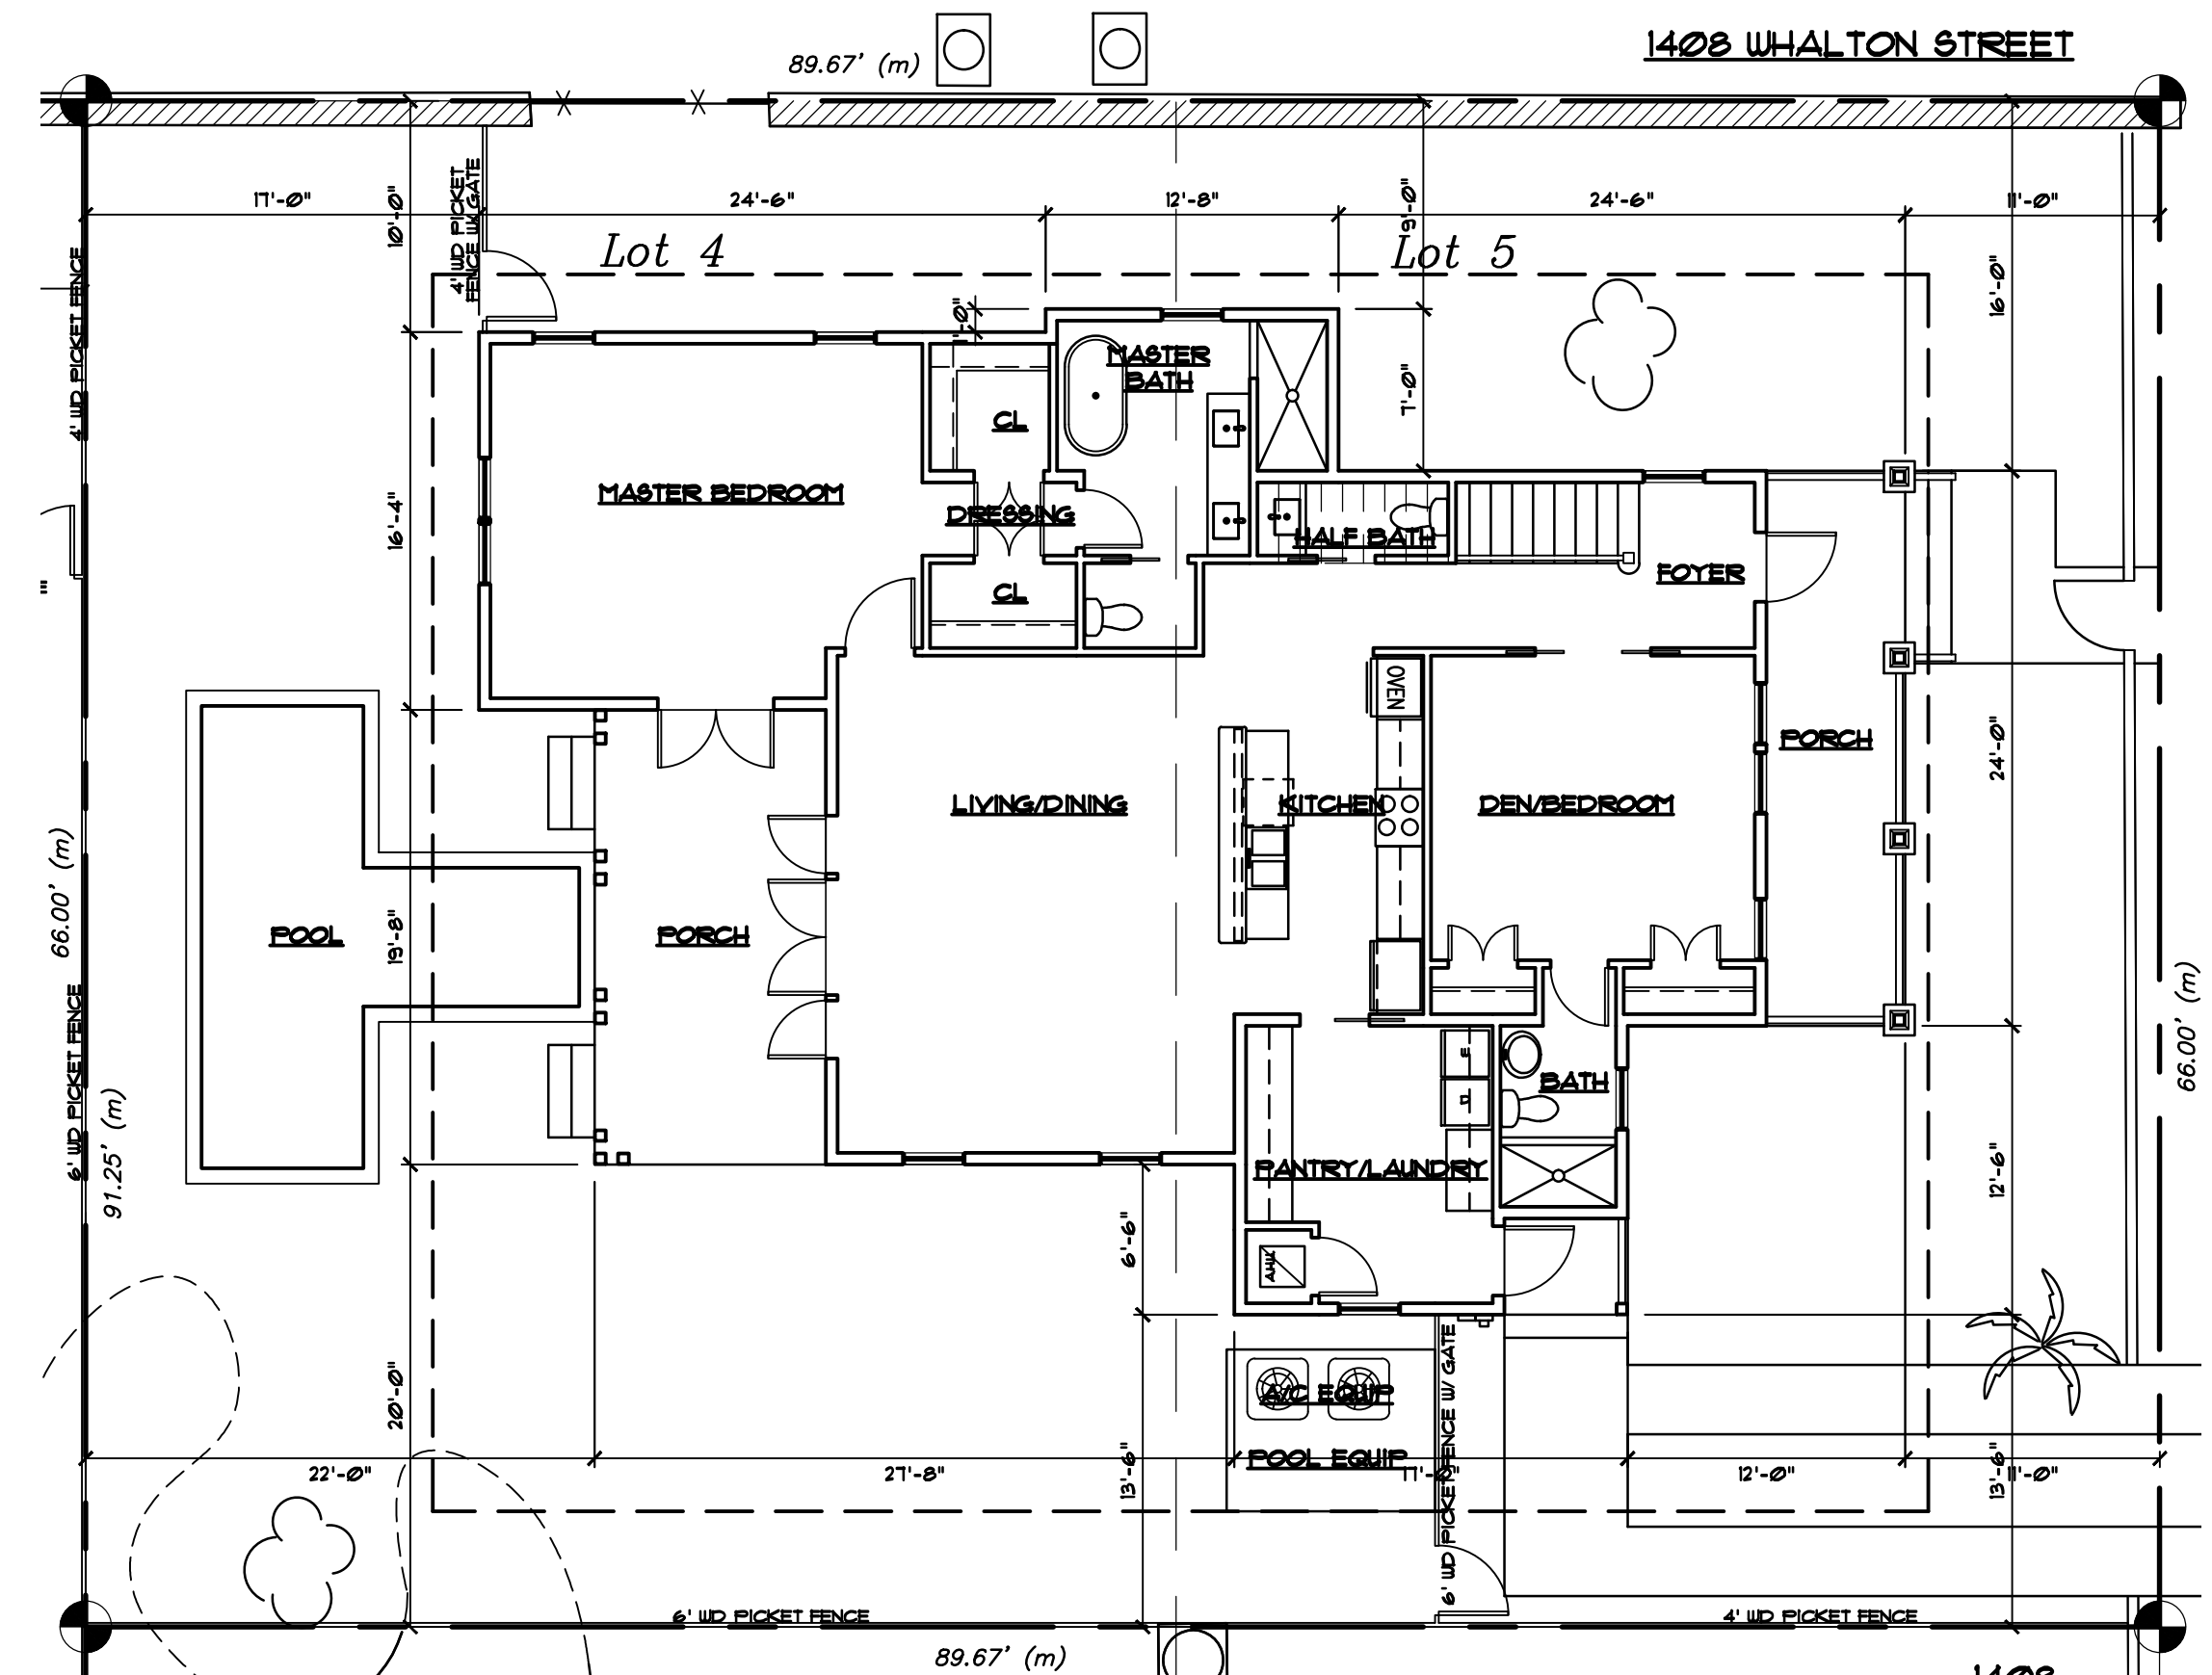 1408 WHALTON STREET
89.67' (m)
17'-0"
24'-6"
12'-8"
24'-6"
11'-0"
10'-0"
4' WD PICKET
FENCE W/ GATE
9'-0"
Lot 4
Lot 5
4' WD PICKET FENCE
16'-0"
1'-0"
MASTER
BATH
7'-0"
CL
MASTER BEDROOM
DRESSING
HALF BATH
16'-4"
FOYER
CL
OVEN
PORCH
24'-0"
LIVING/DINING
KITCHEN
DEN/BEDROOM
66.00' (m)
POOL
19'-8"
PORCH
66.00' (m)
6' WD PICKET FENCE
91.25' (m)
BATH
D
PANTRY/LAUNDRY
12'-6"
6'-6"
AHU
20'-0"
A/C EQUIP
6' WD PICKET FENCE W/ GATE
POOL EQUIP
22'-0"
27'-8"
13'-6"
17'-0"
12'-0"
13'-6"
11'-0"
6' WD PICKET FENCE
4' WD PICKET FENCE
89.67' (m)
1408